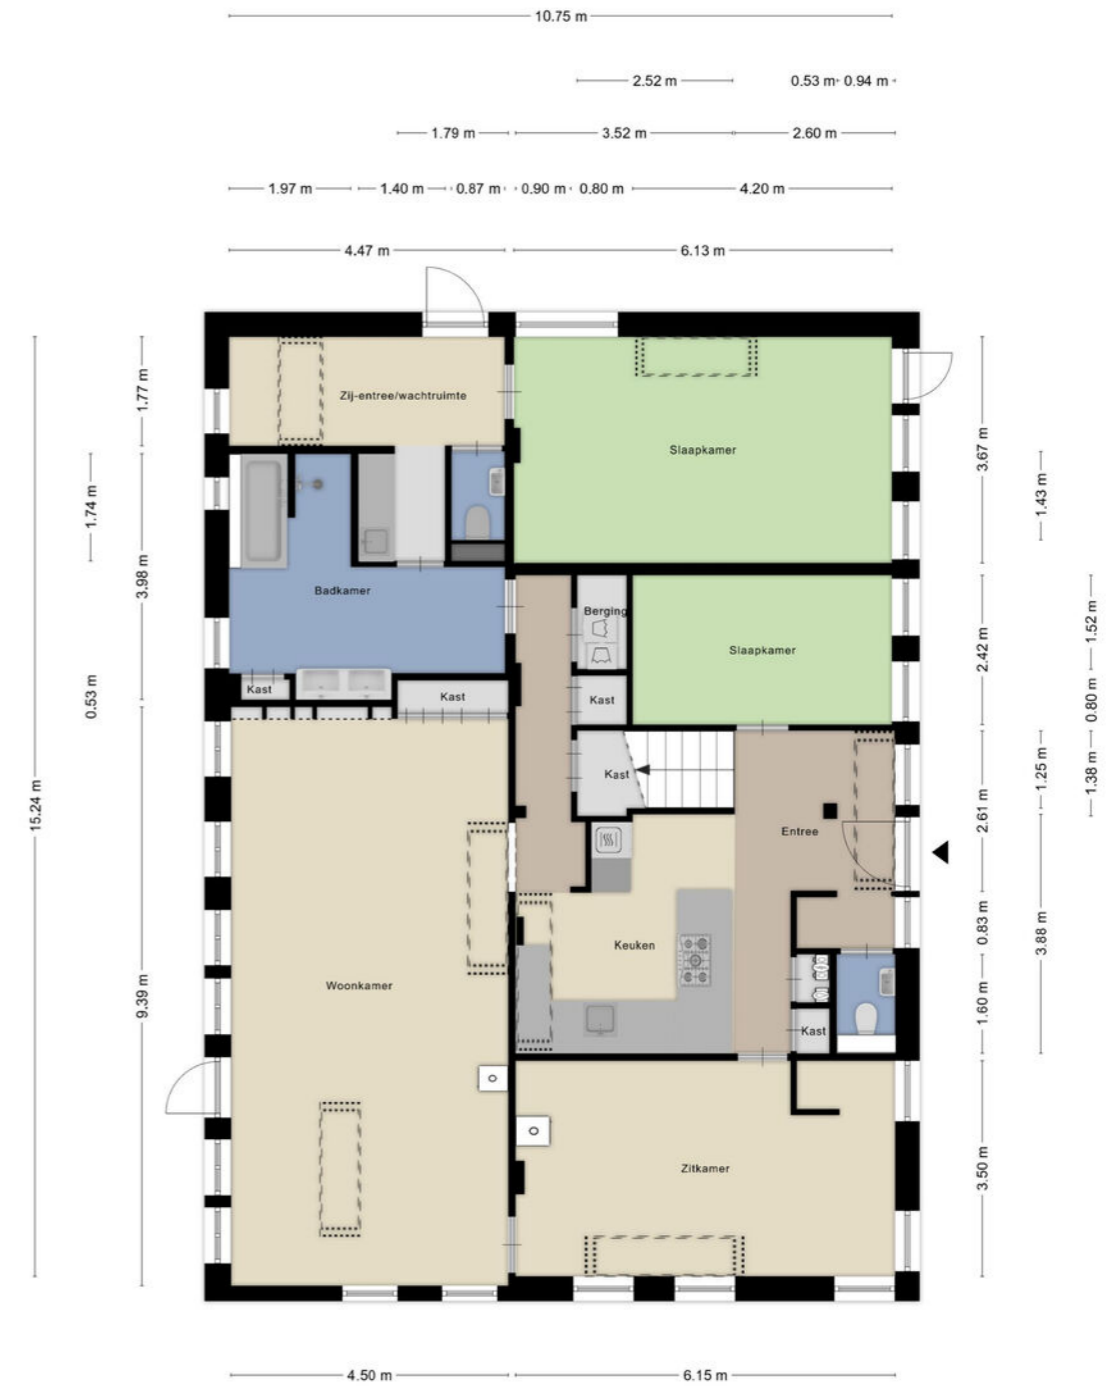 10.75 m
2.52 m
0.53 m 0.94 m
1.79 m
3.52 m
2.60 m
1.97 m
1.40 m
0.87 m
0.90 m
0.80 m
4.20 m
4.47 m
6.13 m
1.77 m
Zij-entree/wachtruimte
Slaapkamer
3.67 m
1.43 m
1.74 m
3.98 m
Badkamer
Berging
Slaapkamer
2.42 m
1.52 m
0.53 m
Kast
Kast
Kast
0.80 m
15.24 m
Kast
Entree
2.61 m
1.25 m
1.38 m
Keuken
0.83 m
3.88 m
9.39 m
Woonkamer
Kast
1.60 m
Zitkamer
3.50 m
4.50 m
6.15 m